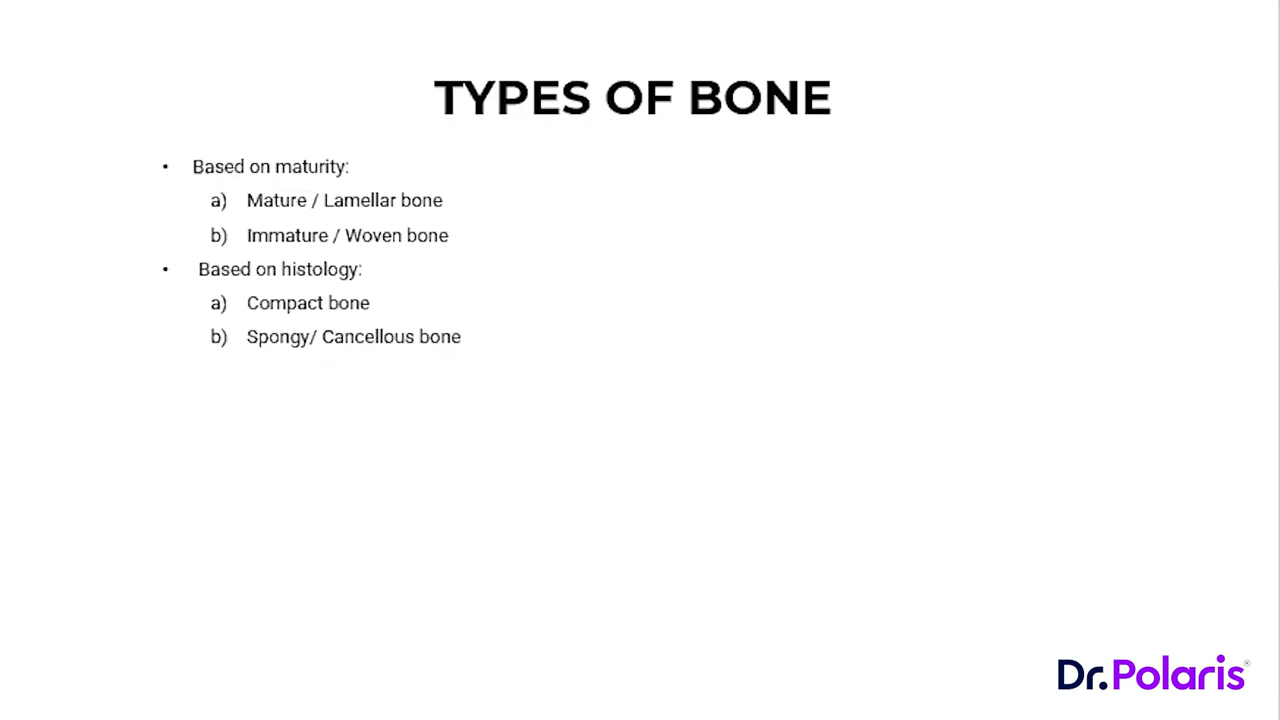 TYPES OF BONE
• Based on maturity:
a) Mature / Lamellar bone
b) Immature / Woven bone
• Based on histology:
a) Compact bone
b) Spongy/ Cancellous bone
Dr.Polaris®